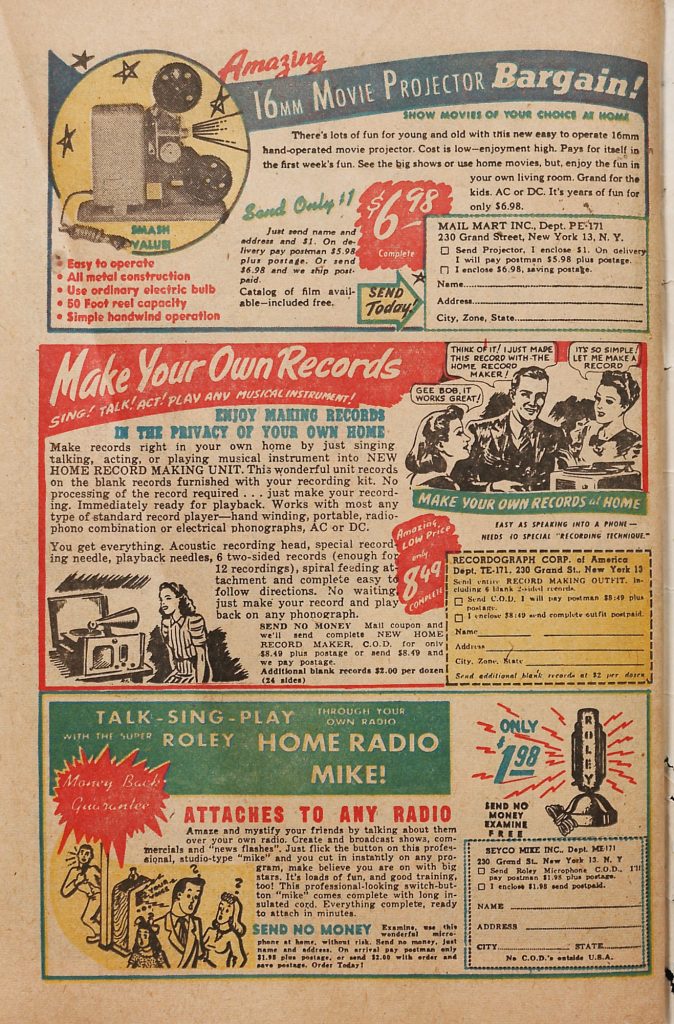 Amazing
16MM MOVIE PROJECTOR Bargain!
SHOW MOVIES OF YOUR CHOICE AT HOME
There's lots of fun for young and old with this new easy to operate 16mm
hand-operated movie projector. Cost is low—enjoyment high. Pays for itself in
the first week's fun. See the big shows or use home movies, but, enjoy the fun in
your own living room. Grand for the
kids. AC or DC. It's years of fun for
only $6.98.
SMASH
VALUE!
• Easy to operate
• All metal construction
• Use ordinary electric bulb
• 50 Foot reel capacity
• Simple handwind operation
Send Only $1
Just send name and
address and $1. On de-
livery pay postman $5.98
plus postage. Or send
$6.98 and we ship post-
paid.
Catalog of film avail-
able—included free.
$6.98
Complete
SEND
Today!
MAIL MART INC., Dept. PE-171
230 Grand Street, New York 13, N. Y.
Send Projector, I enclose $1. On delivery
I will pay postman $5.98 plus postage.
I enclose $6.98, saving postage.
Name
Address
City, Zone, State
Make Your Own Records
SING! TALK! ACT! PLAY ANY MUSICAL INSTRUMENT!
ENJOY MAKING RECORDS
IN THE PRIVACY OF YOUR OWN HOME
Make records right in your own home by just singing
talking, acting, or playing musical instrument into NEW
HOME RECORD MAKING UNIT. This wonderful unit records
on the blank records furnished with your recording kit. No
processing of the record required . . . just make your record-
ing. Immediately ready for playback. Works with most any
type of standard record player—hand winding, portable, radio-
phono combination or electrical phonographs, AC or DC.
You get everything. Acoustic recording head, special record-
ing needle, playback needles, 6 two-sided records (enough for
12 recordings), spiral feeding at-
tachment and complete easy to
follow directions. No waiting,
just make your record and play
back on any phonograph.
SEND NO MONEY Mail coupon and
we'll send complete NEW HOME
RECORD MAKER, C.O.D. for only
$8.49 plus postage or send $8.49 and
we pay postage.
Additional blank records $2.00 per dozen
(24 sides)
GEE BOB, IT
WORKS GREAT!
THINK OF IT! I JUST MADE
THIS RECORD WITH THE
HOME RECORD
MAKER!
IT'S SO SIMPLE!
LET ME MAKE A
RECORD
MAKE YOUR OWN RECORDS at HOME
EASY AS SPEAKING INTO A PHONE—
NEEDS NO SPECIAL "RECORDING TECHNIQUE."
Amazing
LOW Price
only
8.49
COMPLETE
RECORDOGRAPH CORP. of America
Dept. TE-171, 230 Grand St., New York 13
Send entire RECORD MAKING OUTFIT. In-
cluding 6 blank 2-sided records.
Send C.O.D. I will pay postman $8.49 plus
postage.
I enclose $8.49 send complete outfit postpaid.
Name
Address
City, Zone, State
Send additional blank records at $2 per dozen
TALK-SING-PLAY THROUGH YOUR
OWN RADIO
WITH THE SUPER ROLEY HOME RADIO
MIKE!
Money Back
Guarantee
ATTACHES TO ANY RADIO
Amaze and mystify your friends by talking about them
over your own radio. Create and broadcast shows, com-
mercials and "news flashes". Just flick the button on this profes-
sional, studio-type "mike" and you cut in instantly on any pro-
gram, make believe you are on with big
stars. It's loads of fun, and good training,
too! This professional-looking switch-but-
ton "mike" comes complete with long in-
sulated cord. Everything complete, ready
to attach in minutes.
SEND NO MONEY Examine, use this
wonderful micro-
phone at home, without risk. Send no money, just
name and address. On arrival pay postman only
$1.98 plus postage, or send $2.00 with order and
save postage. Order Today!
ONLY
$1.98
ROLEY
SEND NO
MONEY
EXAMINE
FREE
SEYCO MIKE INC., Dept. ME-171
230 Grand St. New York 13. N. Y
Send Roley Microphone C.O.D., I'll
pay postman $1.98 plus postage.
I enclose $1.98 send postpaid.
NAME
ADDRESS
CITY STATE
No C.O.D.'s outside U.S.A.